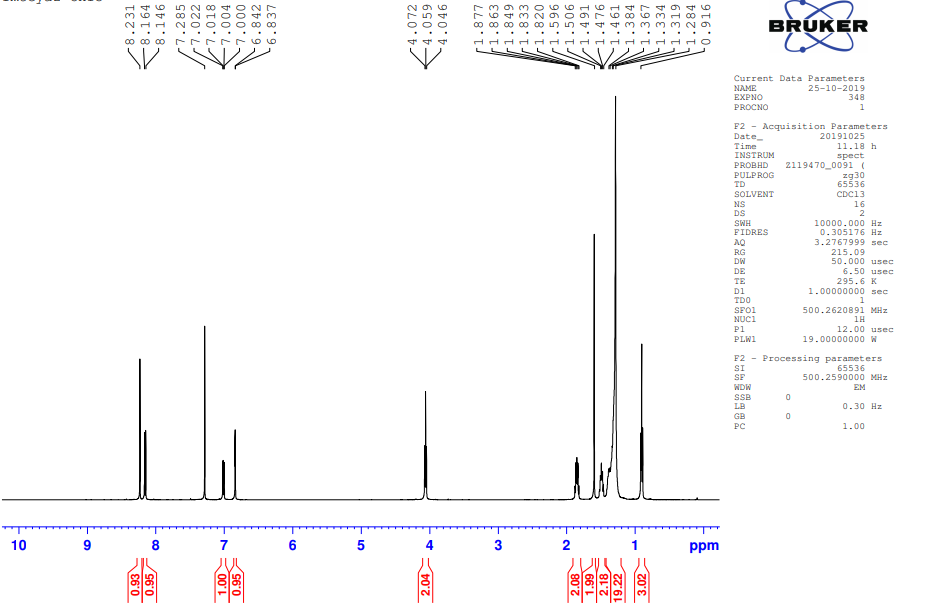 8.231
8.164
8.146
7.285
7.022
7.018
7.004
7.000
6.842
6.837
4.072
4.059
4.046
1.877
1.863
1.849
1.833
1.820
1.596
1.506
1.491
1.476
1.461
1.384
1.367
1.334
1.319
1.284
0.916
BRUKER
Current Data Parameters
NAME 25-10-2019
EXPNO 348
PROCNO 1
F2 - Acquisition Parameters
Date_ 20191025
Time 11.18 h
INSTRUM spect
PROBHD Z119470_0091 (
PULPROG zg30
TD 65536
SOLVENT CDCl3
NS 16
DS 2
SWH 10000.000 Hz
FIDRES 0.305176 Hz
AQ 3.2767999 sec
RG 215.09
DW 50.000 usec
DE 6.50 usec
TE 295.6 K
D1 1.00000000 sec
TD0 1
SFO1 500.2620891 MHz
NUC1 1H
P1 12.00 usec
PLW1 19.00000000 W
F2 - Processing parameters
SI 65536
SF 500.2590000 MHz
WDW EM
SSB 0
LB 0.30 Hz
GB 0
PC 1.00
10 9 8 7 6 5 4 3 2 1 ppm
0.93
0.95
1.00
0.95
2.04
2.08
1.99
2.18
19.22
3.02